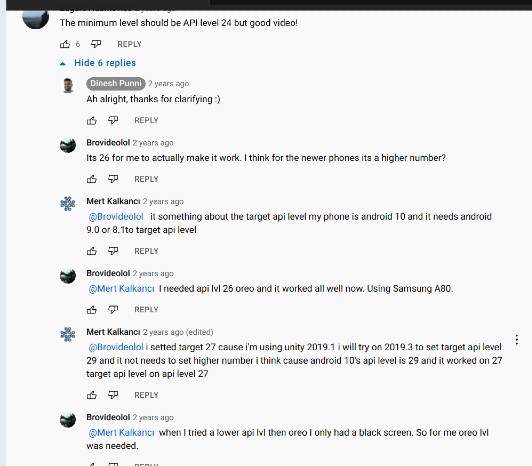 2 years ago
The minimum level should be API level 24 but good video!
6 REPLY
Hide 6 replies
Dinesh Punni 2 years ago
Ah alright, thanks for clarifying :)
REPLY
Brovideolol 2 years ago
Its 26 for me to actually make it work. I think for the newer phones its a higher number?
REPLY
Mert Kalkancı 2 years ago
@Brovideolol it something about the target api level my phone is android 10 and it needs android
9.0 or 8.1to target api level
REPLY
Brovideolol 2 years ago
@Mert Kalkancı I needed api lvl 26 oreo and it worked all well now. Using Samsung A80.
REPLY
Mert Kalkancı 2 years ago (edited)
@Brovideolol i setted target 27 cause i'm using unity 2019.1 i will try on 2019.3 to set target api level
29 and it not needs to set higher number i think cause android 10's api level is 29 and it worked on 27
target api level on api level 27
REPLY
Brovideolol 2 years ago
@Mert Kalkancı when I tried a lower api lvl then oreo I only had a black screen. So for me oreo lvl
was needed.